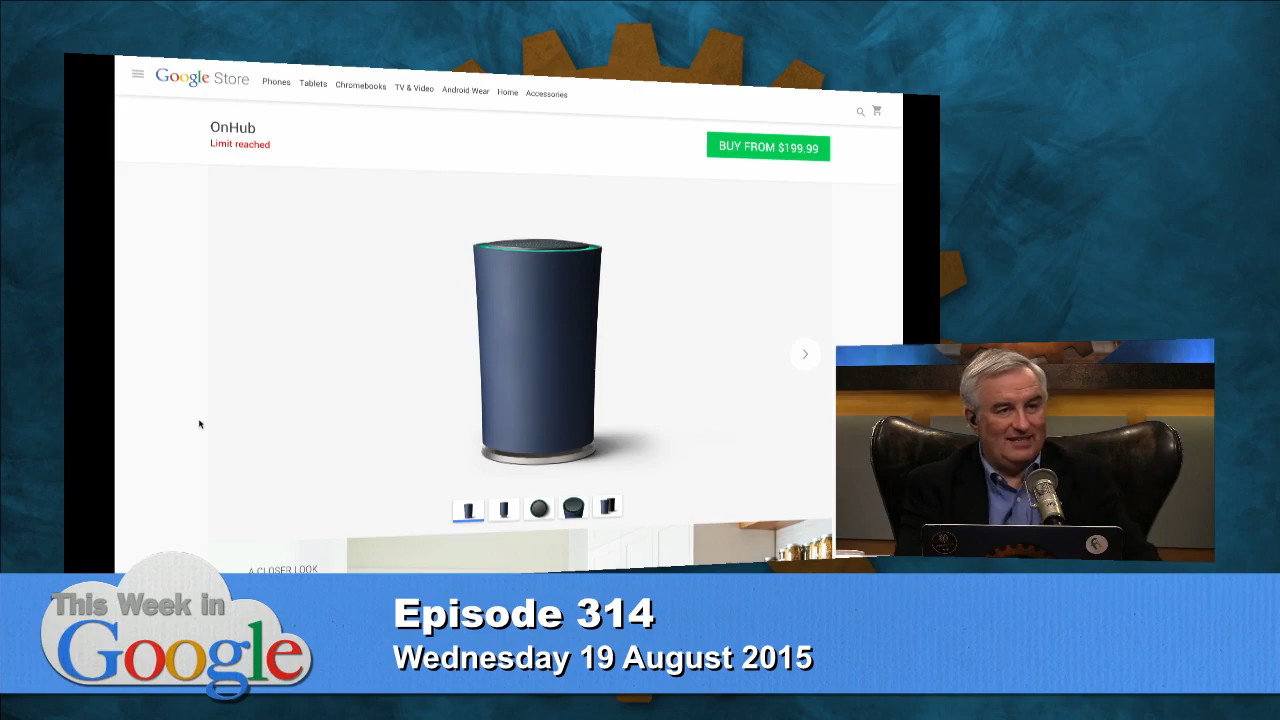 Google Store Phones Tablets Chromebooks TV & Video Android Wear Home Accessories
OnHub
Limit reached
BUY FROM $199.99
A CLOSER LOOK
This Week in
Google
Episode 314
Wednesday 19 August 2015